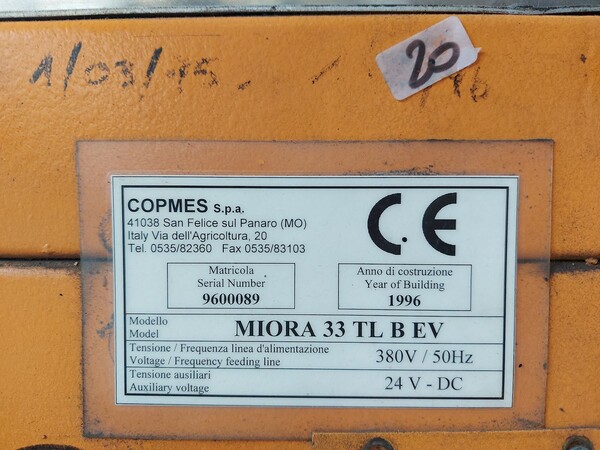 1/03/15
20
COPMES S.p.a.
41038 San Felice sul Panaro (MO)
Italy Via dell'Agricoltura, 20
Tel. 0535/82360 Fax 0535/83103
CE
Matricola
Serial Number
9600089
Anno di costruzione
Year of Building
1996
Modello
Model
MIORA 33 TL B EV
Tensione / Frequenza linea d'alimentazione
Voltage / Frequency feeding line
380V / 50Hz
Tensione ausiliari
Auxiliary voltage
24 V - DC